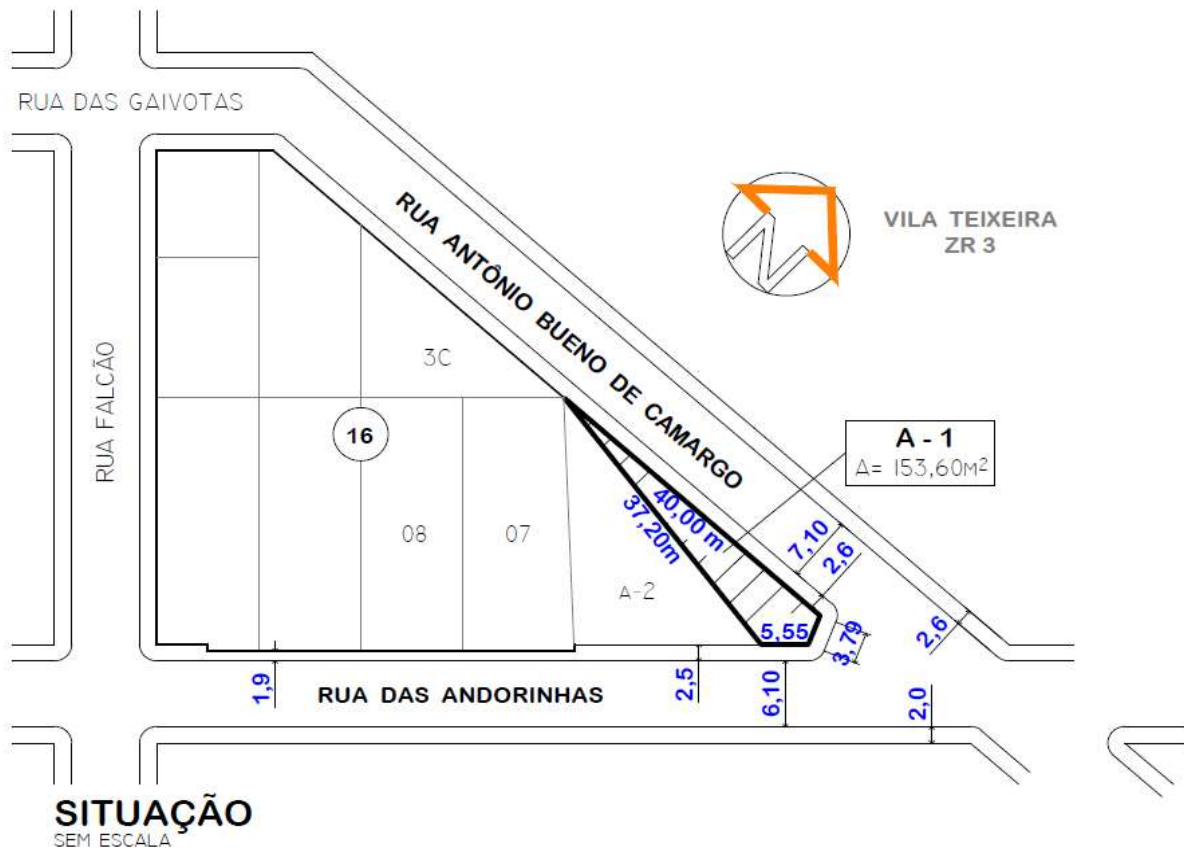 RUA DAS GAIVOTAS
RUA ANTÔNIO BUENO DE CAMARGO
N
VILA TEIXEIRA
ZR 3
RUA FALCÃO
3C
16
A - 1
A= 153,60M²
40,00 m
37,20m
7,10
2,6
08
07
A-2
5,55
3,79
2,6
1,9
RUA DAS ANDORINHAS
2,5
6,10
2,0
SITUAÇÃO
SEM ESCALA